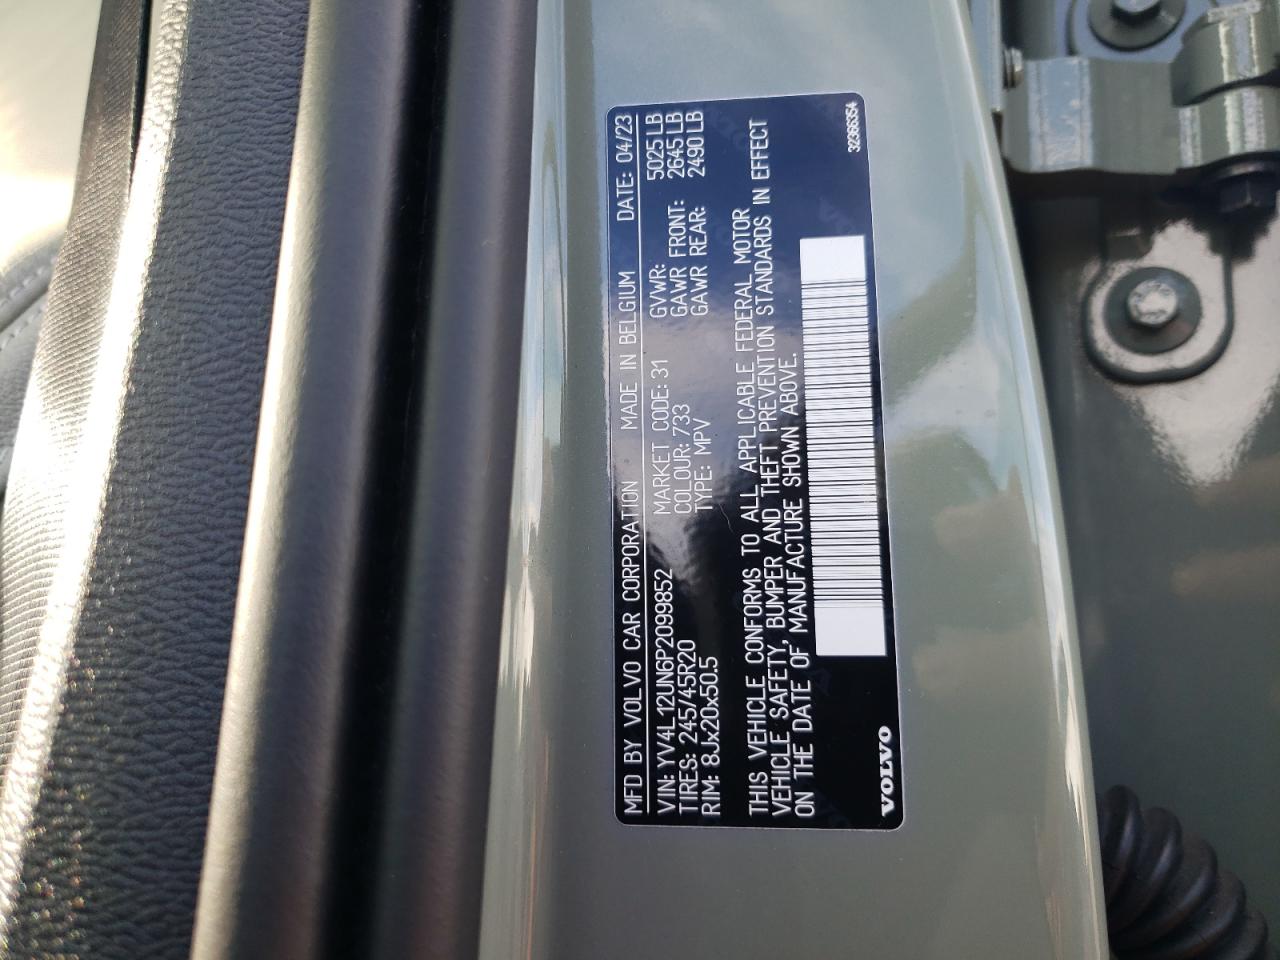 MFD BY VOLVO CAR CORPORATION MADE IN BELGIUM DATE: 04/23
VIN: YV4L12UN6P2099852 MARKET CODE: 31 GVWR: 5025 LB
TIRES: 245/45R20 COLOUR: 733 GAWR FRONT: 2645 LB
RIM: 8Jx20x50.5 TYPE: MPV GAWR REAR: 2490 LB
THIS VEHICLE CONFORMS TO ALL APPLICABLE FEDERAL MOTOR
VEHICLE SAFETY, BUMPER AND THEFT PREVENTION STANDARDS IN EFFECT
ON THE DATE OF MANUFACTURE SHOWN ABOVE.
VOLVO 32366354